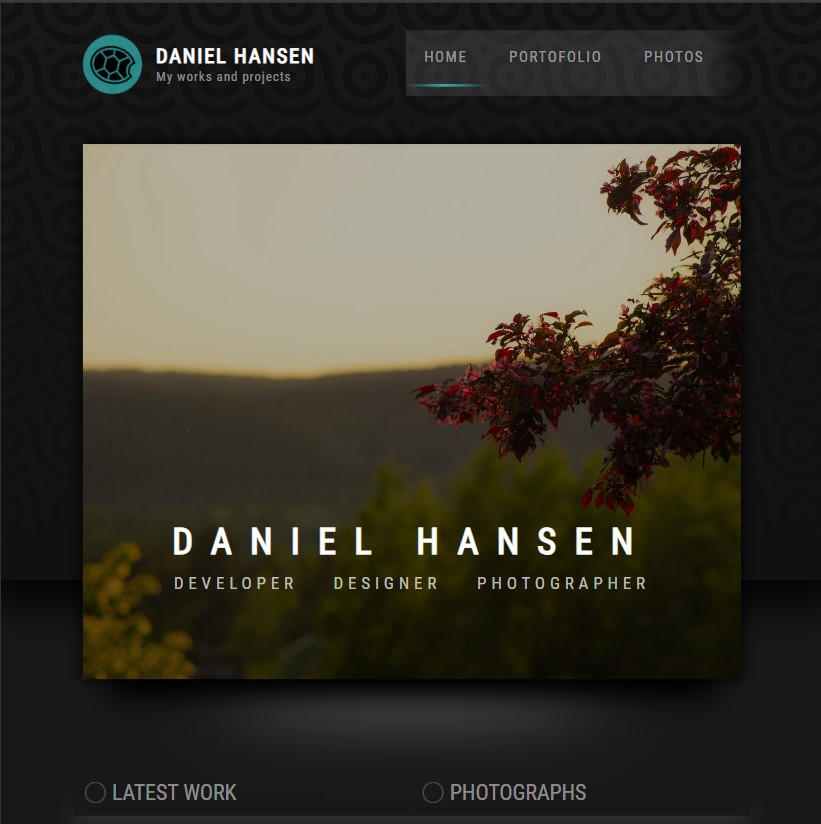 DANIEL HANSEN
My works and projects
HOME PORTOFOLIO PHOTOS
DANIEL HANSEN
DEVELOPER DESIGNER PHOTOGRAPHER
LATEST WORK PHOTOGRAPHS